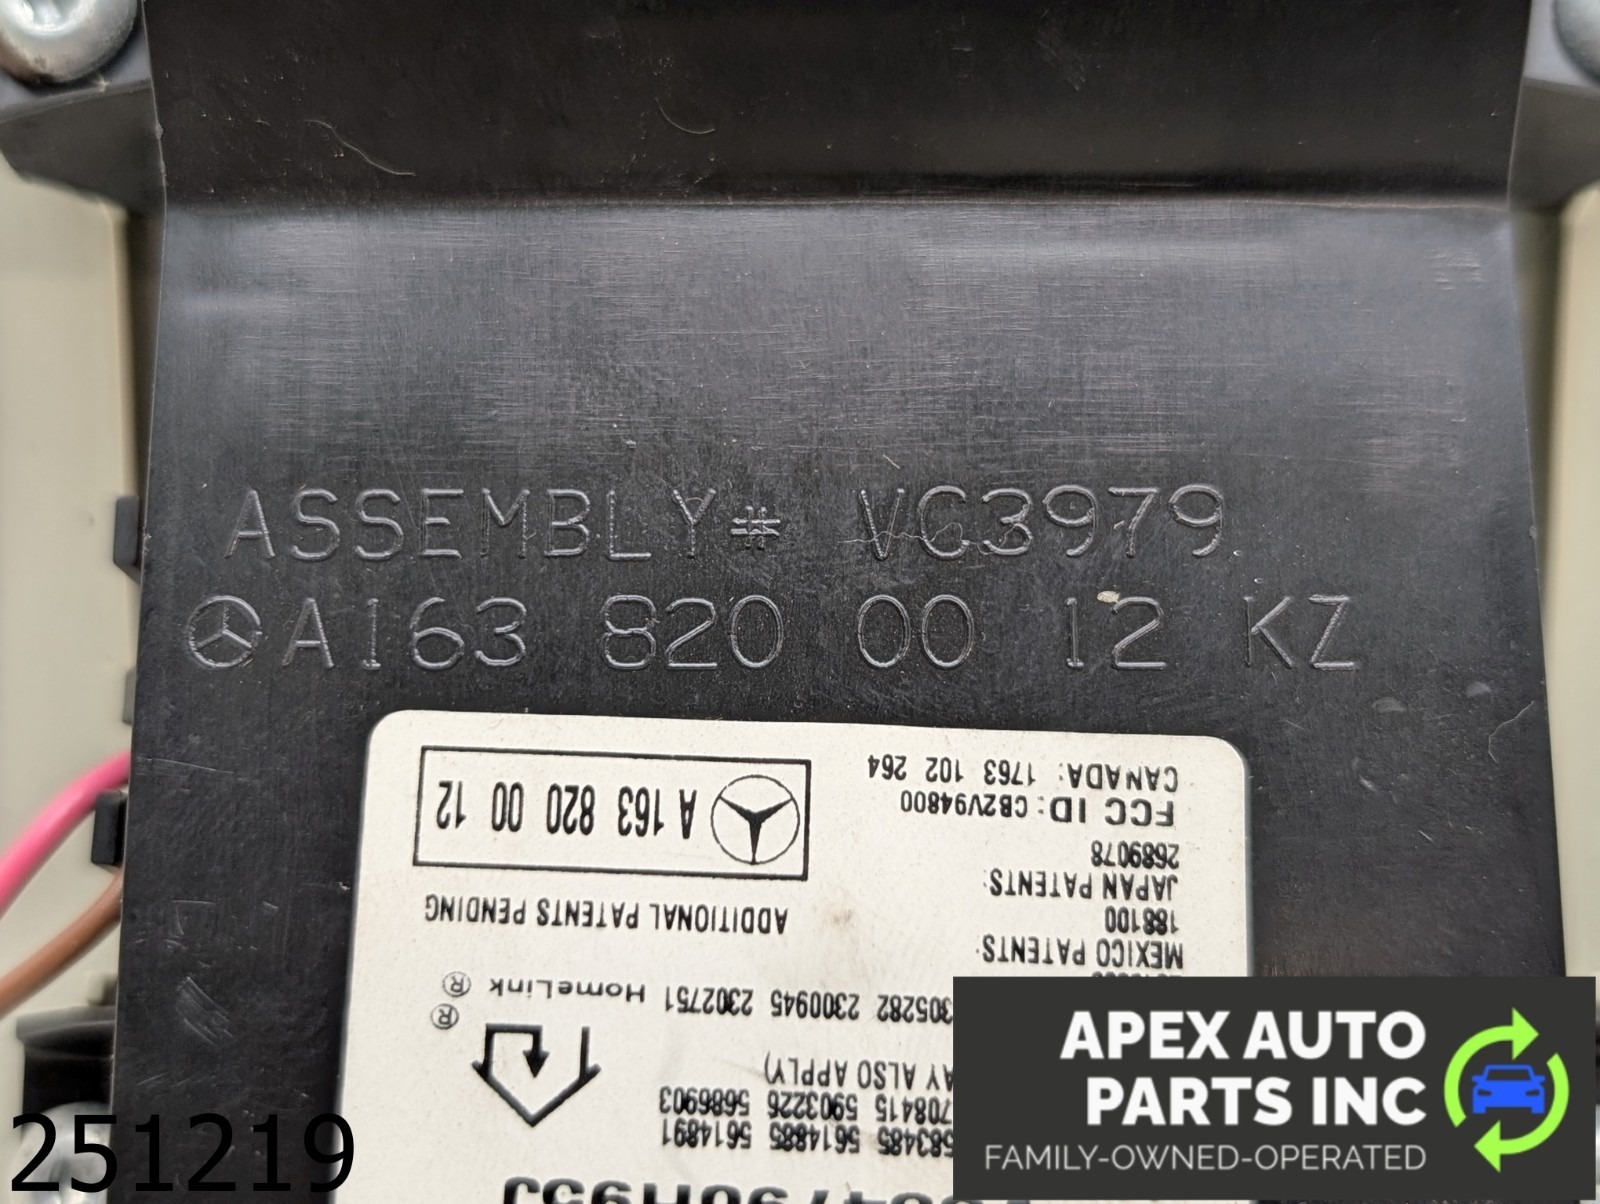 ASSEMBLY# VC3979
A163 820 00 12 KZ
A 163 820 00 12
ADDITIONAL PATENTS PENDING
CANADA: 1763 102 264
FCC ID: CB2V94800
2689078
JAPAN PATENTS:
188100
MEXICO PATENTS:
305282 2300945 2302751 HomeLink ®
®
AY ALSO APPLY)
708415 5903226 5686903
583485 5614885 5614891
APEX AUTO
PARTS INC
FAMILY-OWNED-OPERATED
251219